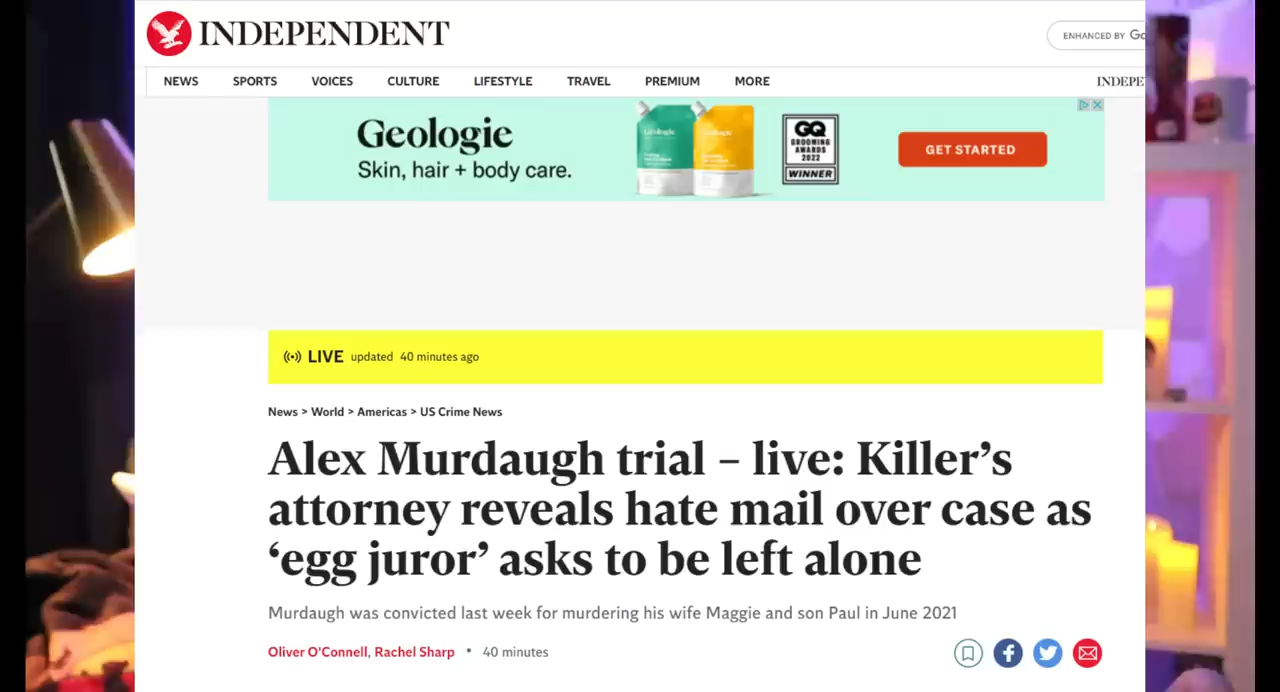 INDEPENDENT
ENHANCED BY Go
NEWS SPORTS VOICES CULTURE LIFESTYLE TRAVEL PREMIUM MORE INDEPE
Geologie
Skin, hair + body care.
GQ
GROOMING
AWARDS
2022
WINNER
GET STARTED
LIVE updated 40 minutes ago
News > World > Americas > US Crime News
Alex Murdaugh trial – live: Killer’s
attorney reveals hate mail over case as
‘egg juror’ asks to be left alone
Murdaugh was convicted last week for murdering his wife Maggie and son Paul in June 2021
Oliver O'Connell, Rachel Sharp • 40 minutes